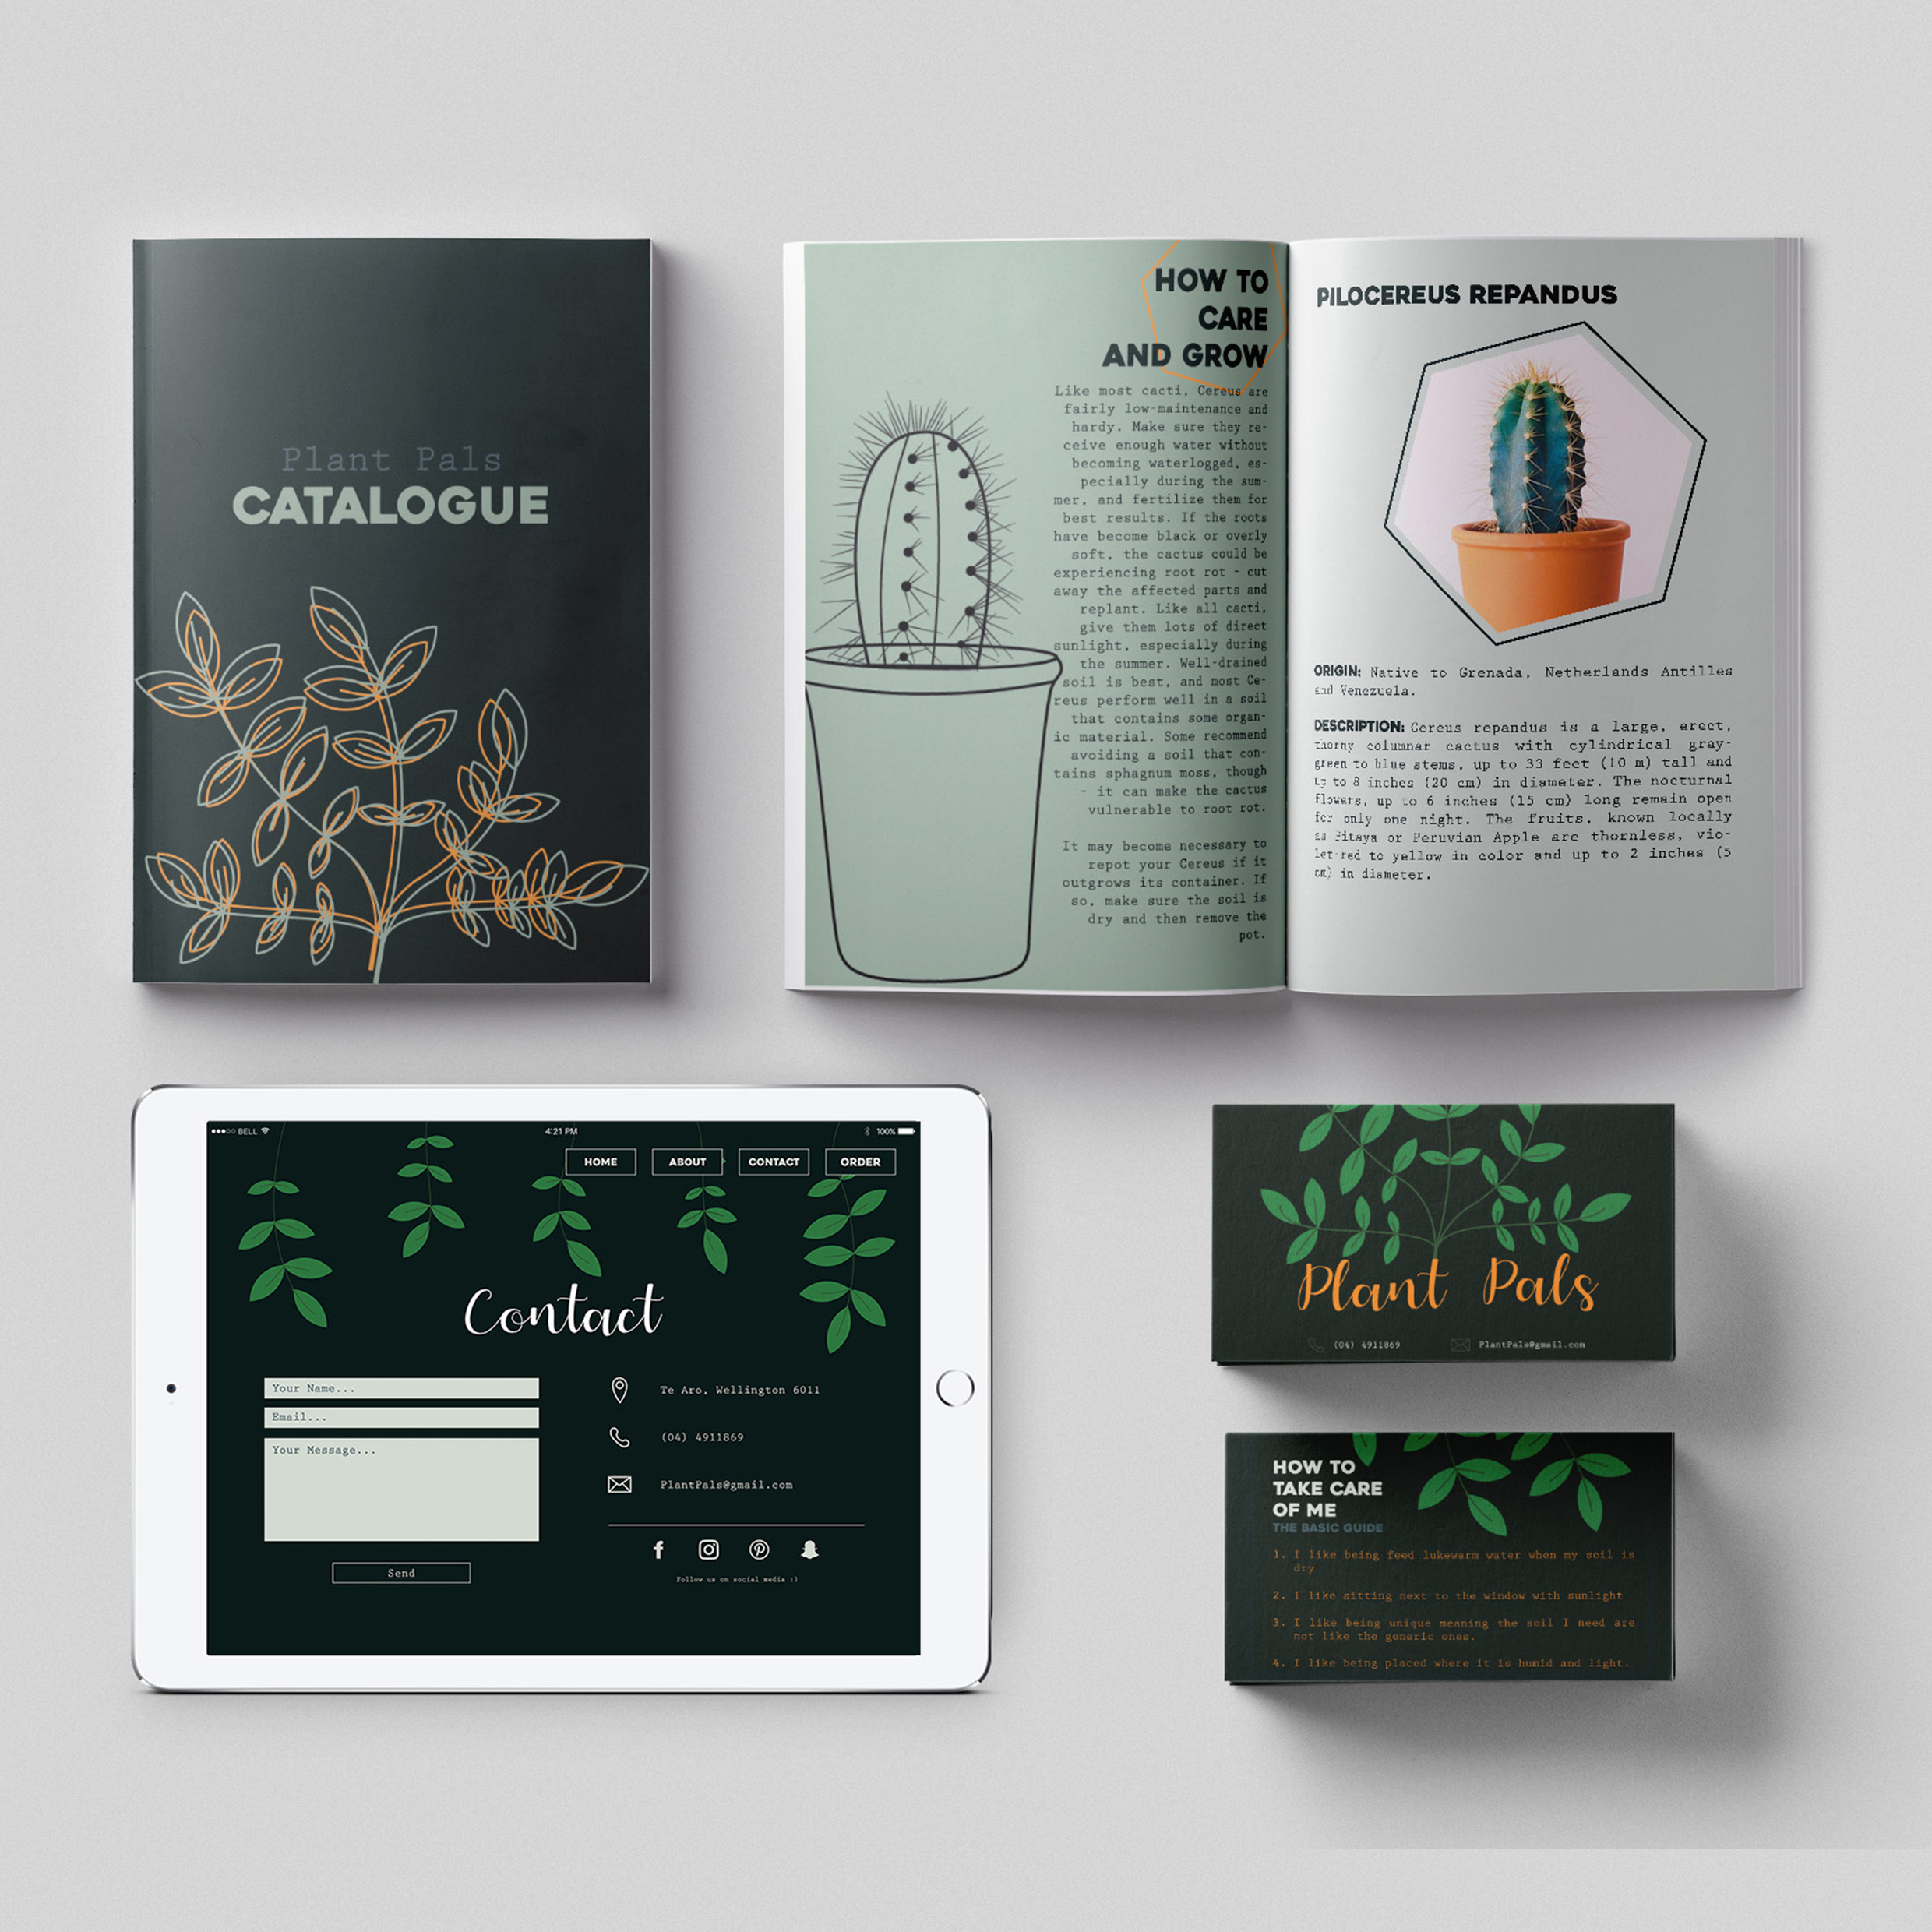 Plant Pals
CATALOGUE
HOW TO
CARE
AND GROW
Like most cacti, Cereus are
fairly low-maintenance and
hardy. Make sure they re-
ceive enough water without
becoming waterlogged, es-
pecially during the sum-
mer, and fertilize them for
best results. If the roots
have become black or overly
soft, the cactus could be
experiencing root rot - cut
away the affected parts and
replant. Like all cacti,
give them lots of direct
sunlight, especially during
the summer. Well-drained
soil is best, and most Ce-
reus perform well in a soil
that contains some organ-
ic material. Some recommend
avoiding a soil that con-
tains sphagnum moss, though
- it can make the cactus
vulnerable to root rot.
It may become necessary to
repot your Cereus if it
outgrows its container. If
so, make sure the soil is
dry and then remove the
pot.
PILOCEREUS REPANDUS
ORIGIN: Native to Grenada, Netherlands Antilles
and Venezuela.
DESCRIPTION: Cereus repandus is a large, erect,
thorny columnar cactus with cylindrical gray-
green to blue stems, up to 33 feet (10 m) tall and
up to 8 inches (20 cm) in diameter. The nocturnal
flowers, up to 6 inches (15 cm) long remain open
for only one night. The fruits, known locally
as Pitaya or Peruvian Apple are thornless, vio-
let-red to yellow in color and up to 2 inches (5
cm) in diameter.
BELL
4:21 PM
100%
HOME
ABOUT
CONTACT
ORDER
Contact
Your Name...
Email...
Your Message...
Send
Te Aro, Wellington 6011
(04) 4911869
PlantPals@gmail.com
Follow us on social media :)
Plant Pals
(04) 4911869
PlantPals@gmail.com
HOW TO
TAKE CARE
OF ME
THE BASIC GUIDE
1. I like being feed lukewarm water when my soil is
dry
2. I like sitting next to the window with sunlight
3. I like being unique meaning the soil I need are
not like the generic ones.
4. I like being placed where it is humid and light.